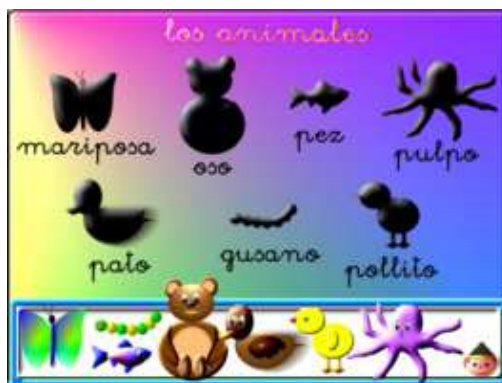 los animales
mariposa
oso
pez
pulpo
pato
gusano
pollito